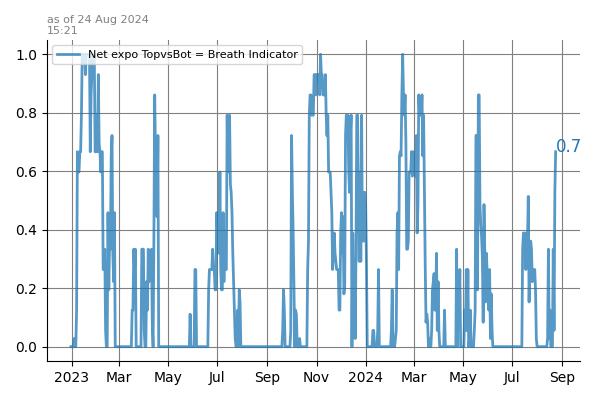 as of 24 Aug 2024
15:21
Net expo TopvsBot = Breath Indicator
1.0
0.8
0.7
0.6
0.4
0.2
0.0
2023 Mar May Jul Sep Nov 2024 Mar May Jul Sep